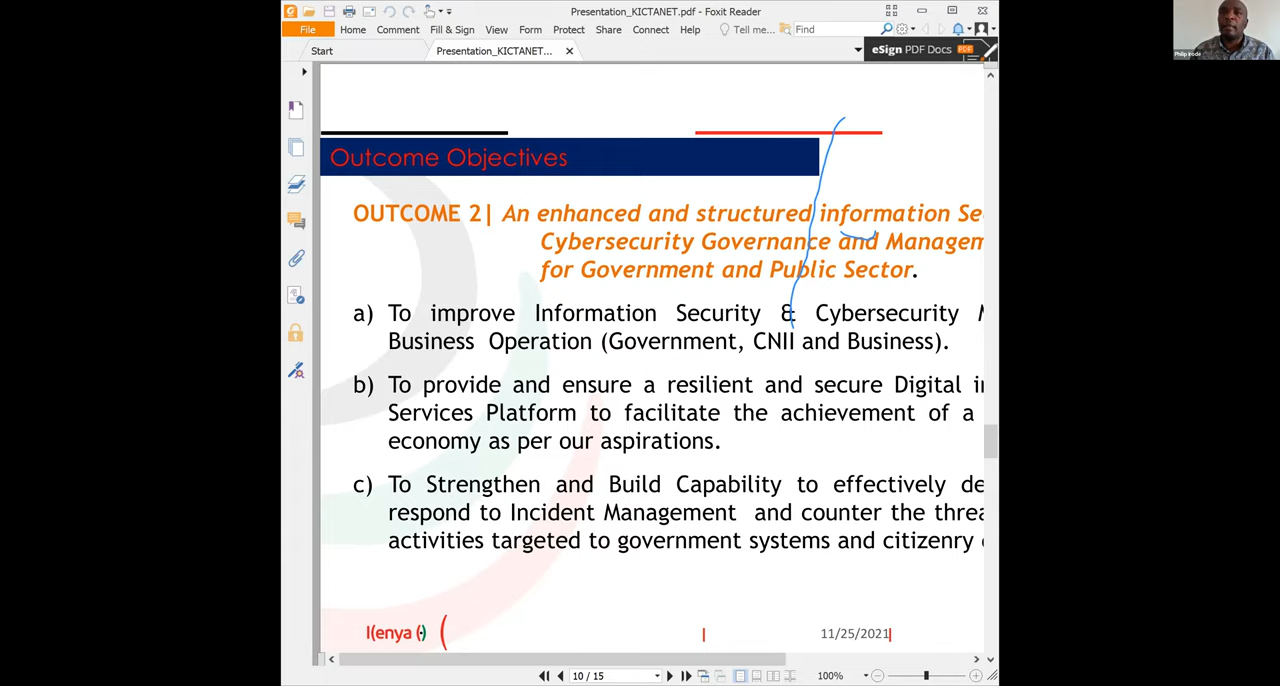 Presentation_KICTANET.pdf - Foxit Reader
File Home Comment Fill & Sign View Form Protect Share Connect Help Tell me... Find
Start Presentation_KICTANET... eSign PDF Docs PDF
Philip Irode
Outcome Objectives
OUTCOME 2| An enhanced and structured information Se
Cybersecurity Governance and Managem
for Government and Public Sector.
a) To improve Information Security & Cybersecurity M
Business Operation (Government, CNII and Business).
b) To provide and ensure a resilient and secure Digital in
Services Platform to facilitate the achievement of a
economy as per our aspirations.
c) To Strengthen and Build Capability to effectively de
respond to Incident Management and counter the threa
activities targeted to government systems and citizenry
I(enya (·) ( | 11/25/2021|
10 / 15 100%